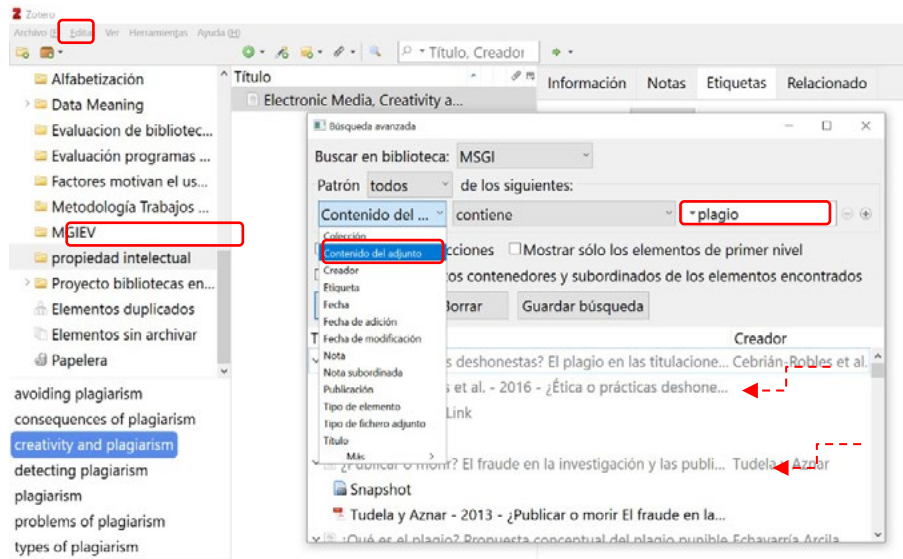 Zotero
Archivo (F) Editar Ver Herramientas Ayuda (H)
Título, Creador
Alfabetización
Data Meaning
Evaluacion de bibliotec...
Evaluación programas ...
Factores motivan el us...
Metodología Trabajos ...
MGIEV
propiedad intelectual
Proyecto bibliotecas en...
Elementos duplicados
Elementos sin archivar
Papelera
avoiding plagiarism
consequences of plagiarism
creativity and plagiarism
detecting plagiarism
plagiarism
problems of plagiarism
types of plagiarism
Título
Electronic Media, Creativity a...
Información Notas Etiquetas Relacionado
Búsqueda avanzada
Buscar en biblioteca: MSGI
Patrón todos de los siguientes:
Contenido del ... contiene plagio
Colección
Contenido del adjunto
Creador
Etiqueta
Fecha
Fecha de adición
Fecha de modificación
Nota
Nota subordinada
Publicación
Tipo de elemento
Tipo de fichero adjunto
Título
Más
Mostrar sólo los elementos de primer nivel
contenedores y subordinados de los elementos encontrados
Guardar búsqueda
Creador
deshonestas? El plagio en las titulacione... Cebrián-Robles et al.
et al. - 2016 - ¿Ética o prácticas deshone...
Link
¿Publicar o morir? El fraude en la investigación y las publi... Tudela y Aznar
Snapshot
Tudela y Aznar - 2013 - ¿Publicar o morir El fraude en la...
¿Qué es el plagio? Propuesta conceptual del plagio punible Echavarría Arcila